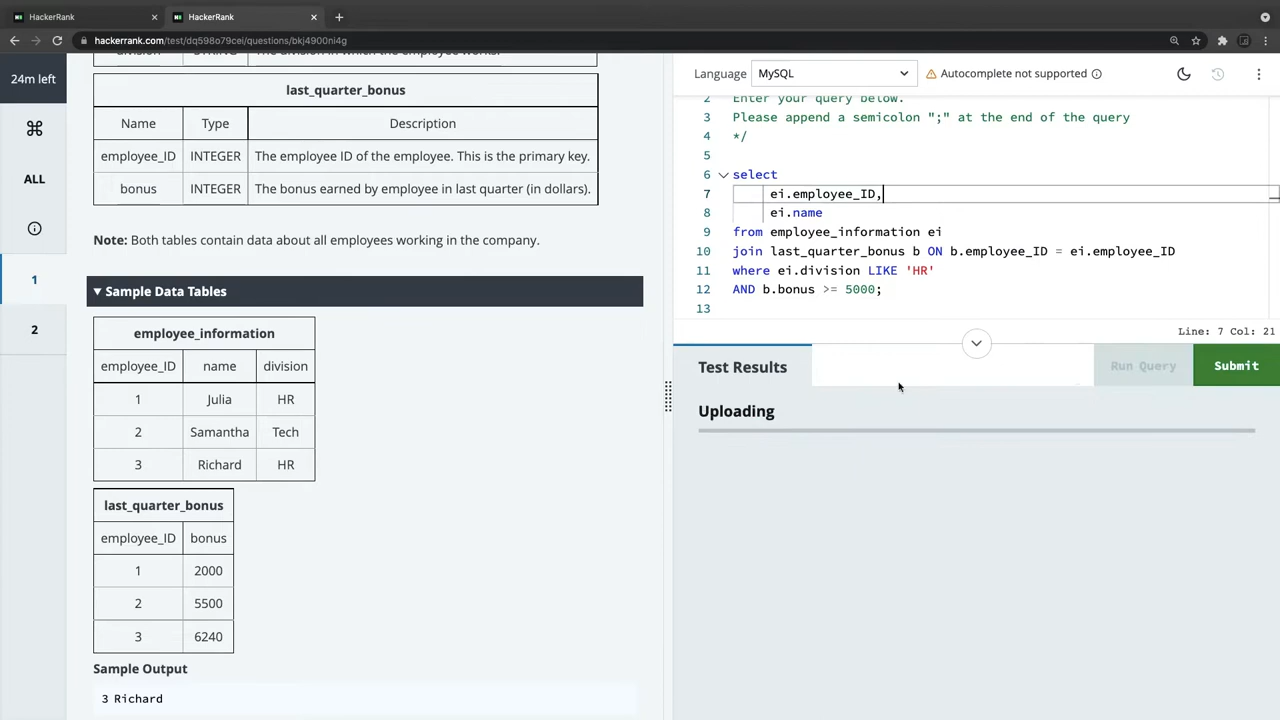 HackerRank
HackerRank
hackerrank.com/test/dq598o79cei/questions/bkj4900ni4g
24m left
ALL
1
2
division STRING The division in which the employee works.
last_quarter_bonus
Name Type Description
employee_ID INTEGER The employee ID of the employee. This is the primary key.
bonus INTEGER The bonus earned by employee in last quarter (in dollars).
Note: Both tables contain data about all employees working in the company.
Sample Data Tables
employee_information
employee_ID name division
1 Julia HR
2 Samantha Tech
3 Richard HR
last_quarter_bonus
employee_ID bonus
1 2000
2 5500
3 6240
Sample Output
3 Richard
Language MySQL Autocomplete not supported
2 Enter your query below.
3 Please append a semicolon ";" at the end of the query
4 */
5
6 select
7 ei.employee_ID,
8 ei.name
9 from employee_information ei
10 join last_quarter_bonus b ON b.employee_ID = ei.employee_ID
11 where ei.division LIKE 'HR'
12 AND b.bonus >= 5000;
13
Line: 7 Col: 21
Test Results Run Query Submit
Uploading